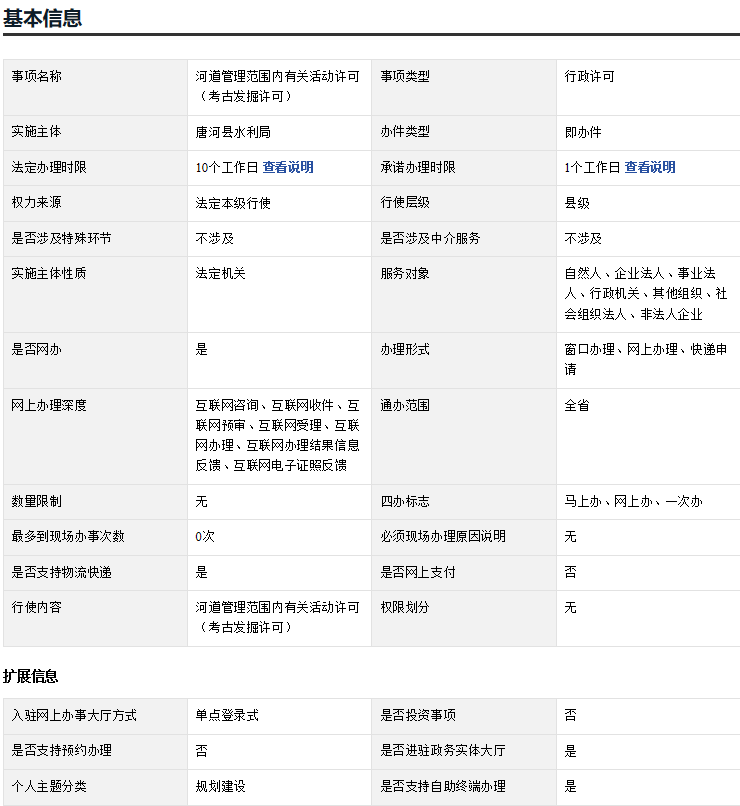 基本信息
事项名称
河道管理范围内有关活动许可
（考古发掘许可）
事项类型
行政许可
实施主体
唐河县水利局
办件类型
即办件
法定办理时限
10个工作日 查看说明
承诺办理时限
1个工作日 查看说明
权力来源
法定本级行使
行使层级
县级
是否涉及特殊环节
不涉及
是否涉及中介服务
不涉及
实施主体性质
法定机关
服务对象
自然人、企业法人、事业法
人、行政机关、其他组织、社
会组织法人、非法人企业
是否网办
是
办理形式
窗口办理、网上办理、快递申
请
网上办理深度
互联网咨询、互联网收件、互
联网预审、互联网受理、互联
网办理、互联网办理结果信息
反馈、互联网电子证照反馈
通办范围
全省
数量限制
无
四办标志
马上办、网上办、一次办
最多到现场办事次数
0次
必须现场办理原因说明
无
是否支持物流快递
是
是否网上支付
否
行使内容
河道管理范围内有关活动许可
（考古发掘许可）
权限划分
无
扩展信息
入驻网上办事大厅方式
单点登录式
是否投资事项
否
是否支持预约办理
否
是否进驻政务实体大厅
是
个人主题分类
规划建设
是否支持自助终端办理
是